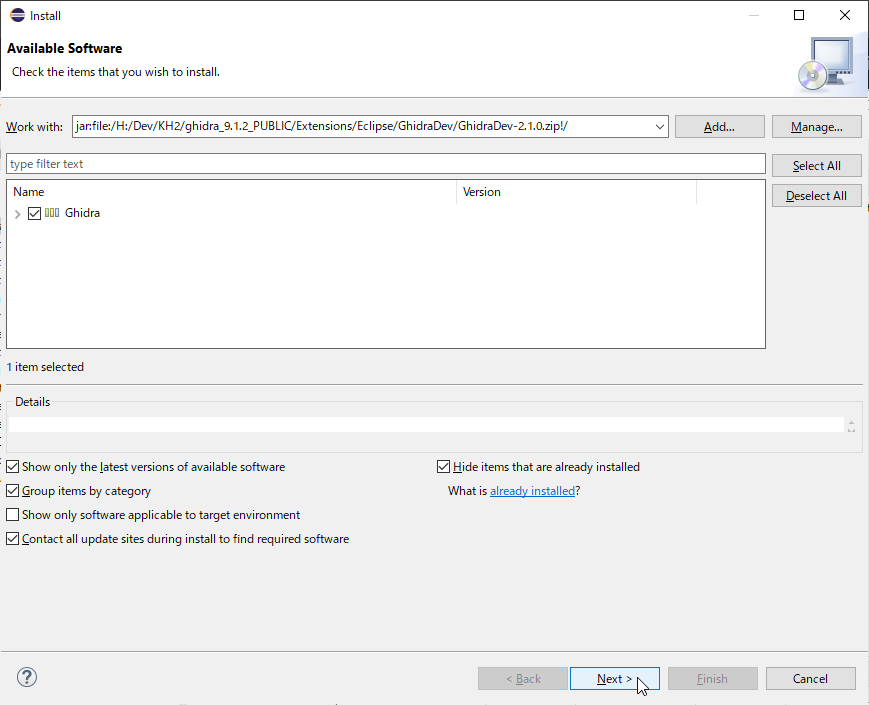 Install
Available Software
Check the items that you wish to install.
Work with: jar:file:/H:/Dev/KH2/ghidra_9.1.2_PUBLIC/Extensions/Eclipse/GhidraDev/GhidraDev-2.1.0.zip!/ Add... Manage...
type filter text
Select All
Name Version
Deselect All
Ghidra
1 item selected
Details
Show only the latest versions of available software Hide items that are already installed
Group items by category What is already installed?
Show only software applicable to target environment
Contact all update sites during install to find required software
? < Back Next > Finish Cancel